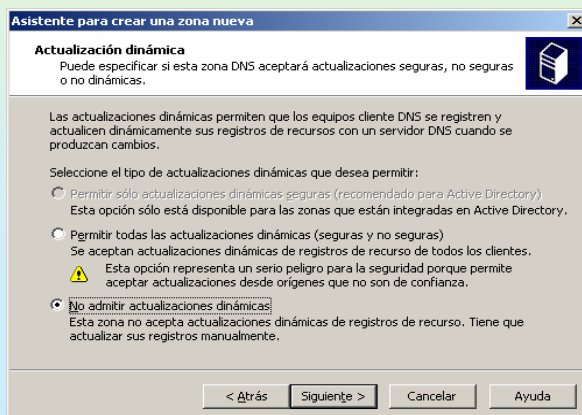 Asistente para crear una zona nueva
Actualización dinámica
Puede especificar si esta zona DNS aceptará actualizaciones seguras, no seguras
o no dinámicas.
Las actualizaciones dinámicas permiten que los equipos cliente DNS se registren y
actualicen dinámicamente sus registros de recursos con un servidor DNS cuando se
produzcan cambios.
Seleccione el tipo de actualizaciones dinámicas que desea permitir:
Permitir sólo actualizaciones dinámicas seguras (recomendado para Active Directory)
Esta opción sólo está disponible para las zonas que están integradas en Active Directory.
Permitir todas las actualizaciones dinámicas (seguras y no seguras)
Se aceptan actualizaciones dinámicas de registros de recurso de todos los clientes.
Esta opción representa un serio peligro para la seguridad porque permite
aceptar actualizaciones desde orígenes que no son de confianza.
No admitir actualizaciones dinámicas
Esta zona no acepta actualizaciones dinámicas de registros de recurso. Tiene que
actualizar sus registros manualmente.
< Atrás Siguiente > Cancelar Ayuda